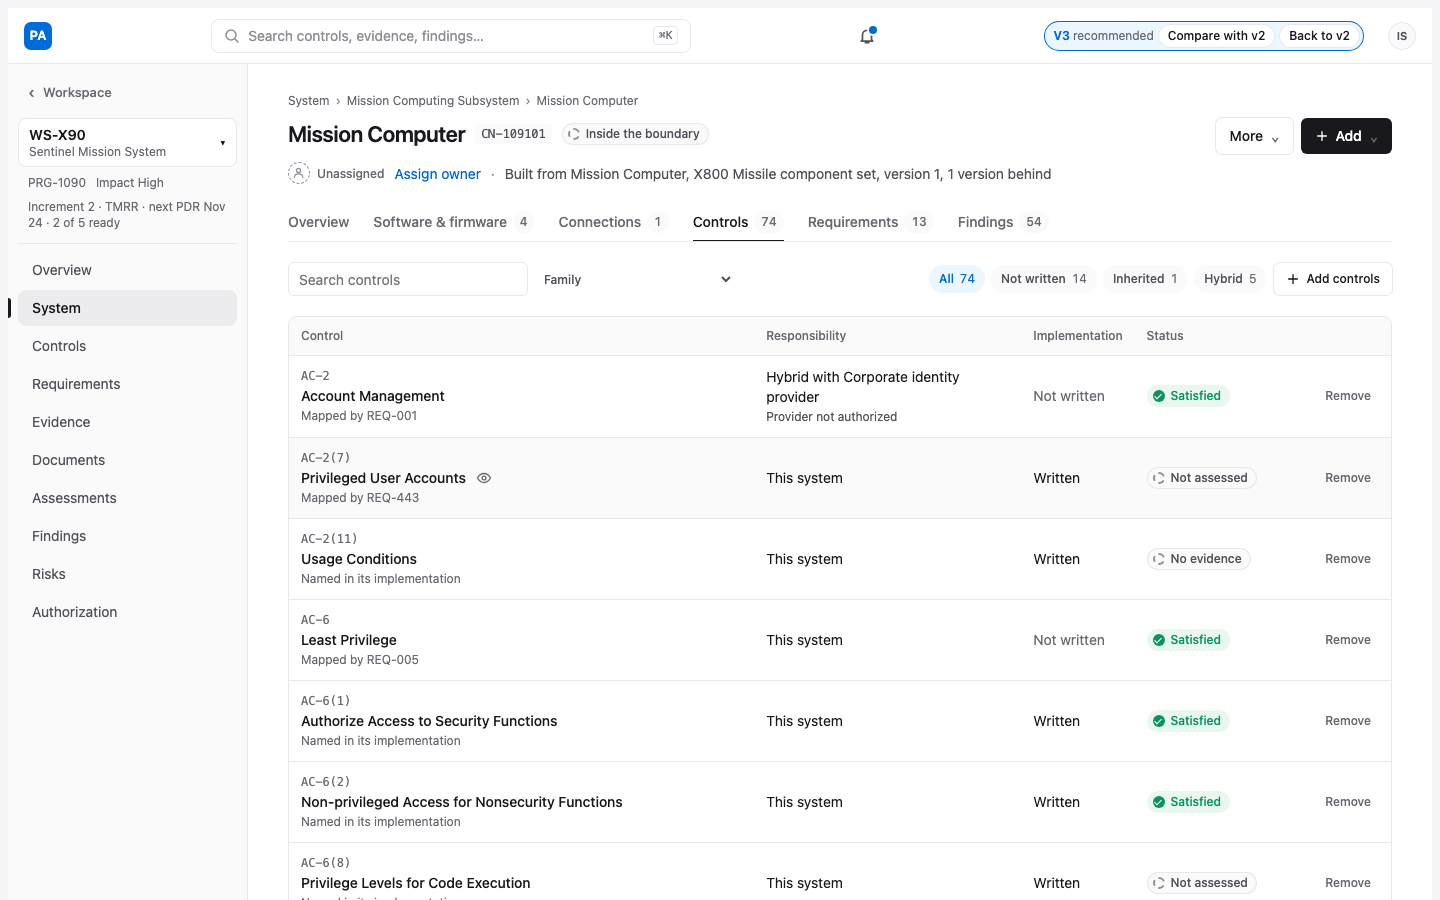 PA
Search controls, evidence, findings...
⌘K
V3 recommended
Compare with v2
Back to v2
IS
‹ Workspace
WS-X90
Sentinel Mission System
PRG-1090 Impact High
Increment 2 · TMRR · next PDR Nov
24 · 2 of 5 ready
Overview
System
Controls
Requirements
Evidence
Documents
Assessments
Findings
Risks
Authorization
System › Mission Computing Subsystem › Mission Computer
Mission Computer CN-109101 Inside the boundary
More
+ Add
Unassigned Assign owner · Built from Mission Computer, X800 Missile component set, version 1, 1 version behind
Overview Software & firmware 4 Connections 1 Controls 74 Requirements 13 Findings 54
Search controls
Family
All 74 Not written 14 Inherited 1 Hybrid 5
+ Add controls
Control Responsibility Implementation Status
AC-2
Account Management
Mapped by REQ-001
Hybrid with Corporate identity
provider
Provider not authorized
Not written
Satisfied
Remove
AC-2(7)
Privileged User Accounts
Mapped by REQ-443
This system
Written
Not assessed
Remove
AC-2(11)
Usage Conditions
Named in its implementation
This system
Written
No evidence
Remove
AC-6
Least Privilege
Mapped by REQ-005
This system
Not written
Satisfied
Remove
AC-6(1)
Authorize Access to Security Functions
Named in its implementation
This system
Written
Satisfied
Remove
AC-6(2)
Non-privileged Access for Nonsecurity Functions
Named in its implementation
This system
Written
Satisfied
Remove
AC-6(8)
Privilege Levels for Code Execution
This system
Written
Not assessed
Remove